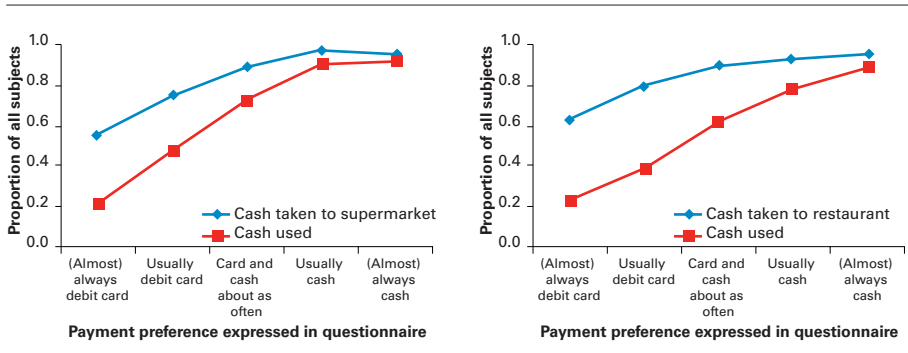 Proportion of all subjects
1.0
0.8
0.6
0.4
0.2
0.0
Cash taken to supermarket
Cash used
(Almost)
always
debit card
Usually
debit card
Card and
cash
about as
often
Usually
cash
(Almost)
always
cash
Payment preference expressed in questionnaire
Proportion of all subjects
1.0
0.8
0.6
0.4
0.2
0.0
Cash taken to restaurant
Cash used
(Almost)
always
debit card
Usually
debit card
Card and
cash
about as
often
Usually
cash
(Almost)
always
cash
Payment preference expressed in questionnaire